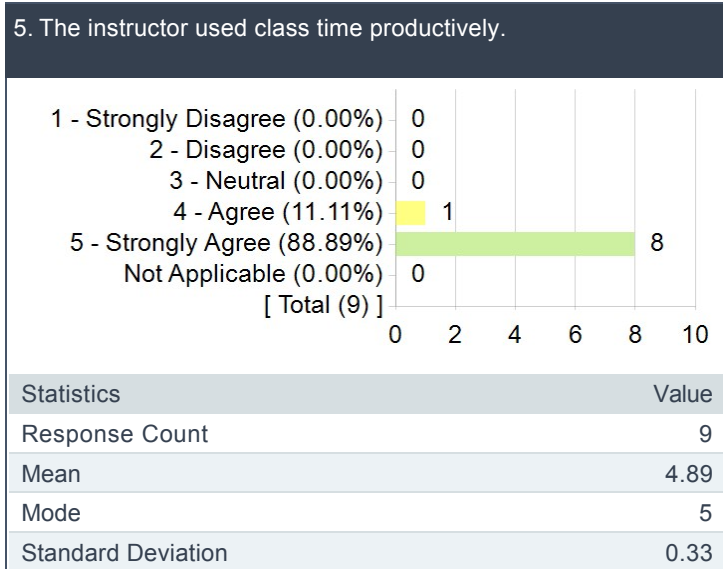 5. The instructor used class time productively.
1 - Strongly Disagree (0.00%) 0
2 - Disagree (0.00%) 0
3 - Neutral (0.00%) 0
4 - Agree (11.11%) 1
5 - Strongly Agree (88.89%) 8
Not Applicable (0.00%) 0
[ Total (9) ]
0 2 4 6 8 10
Statistics Value
Response Count 9
Mean 4.89
Mode 5
Standard Deviation 0.33